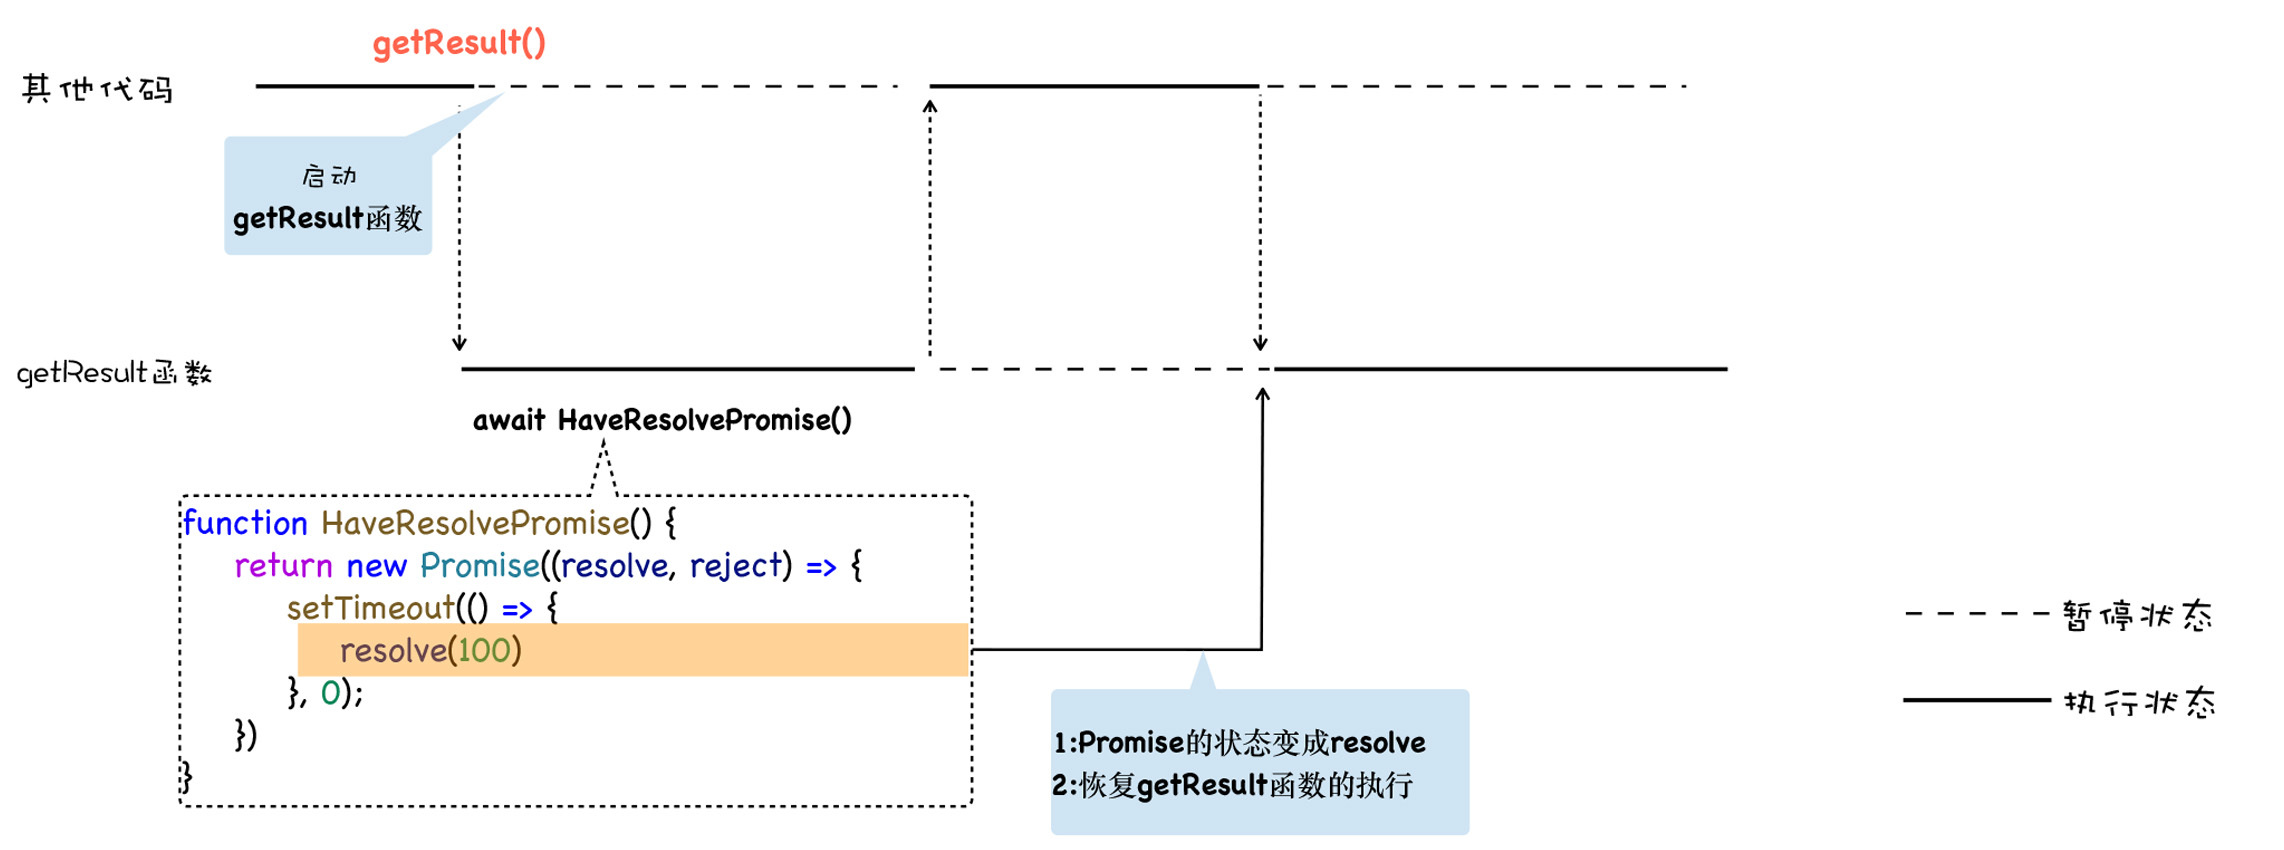 getResult()
其他代码
启动
getResult函数
getResult函数
await HaveResolvePromise()
function HaveResolvePromise() {
return new Promise((resolve, reject) => {
setTimeout(() => {
resolve(100)
}, 0);
})
}
1:Promise的状态变成resolve
2:恢复getResult函数的执行
暂停状态
执行状态